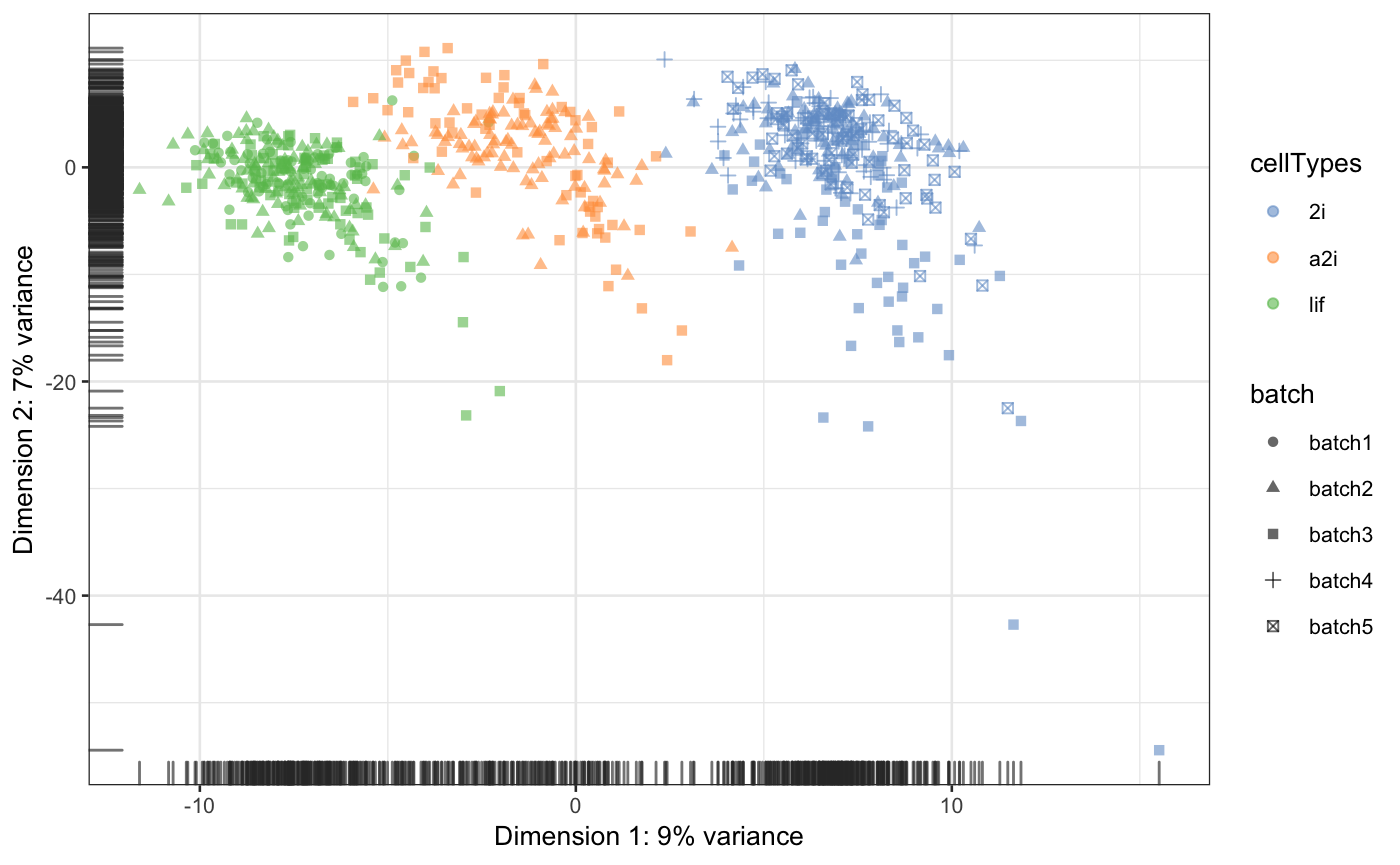 0
-20
-40
-10
0
10
Dimension 1: 9% variance
Dimension 2: 7% variance
cellTypes
2i
a2i
lif
batch
batch1
batch2
batch3
batch4
batch5